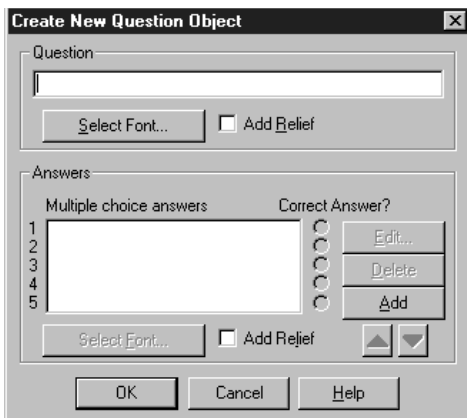 Create New Question Object
Question
Select Font...
Add Relief
Answers
Multiple choice answers Correct Answer?
1
2
3
4
5
Edit...
Delete
Add
Select Font...
Add Relief
OK Cancel Help